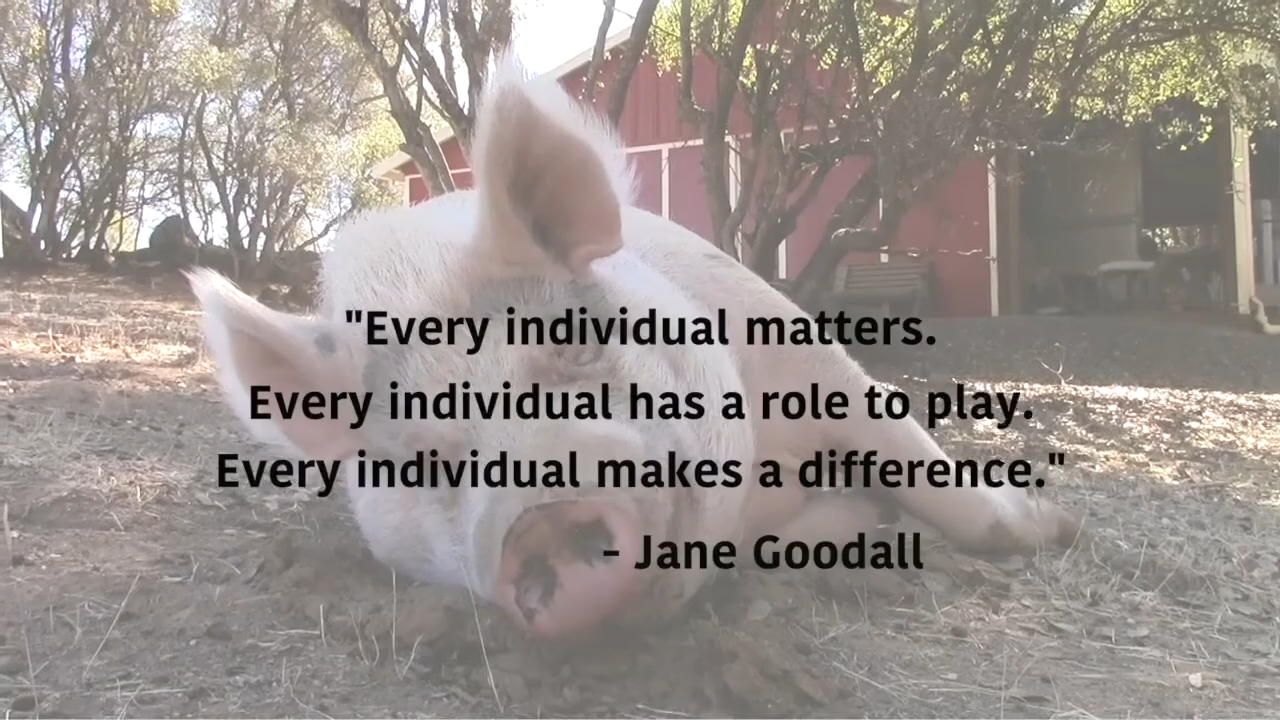 "Every individual matters.
Every individual has a role to play.
Every individual makes a difference."
- Jane Goodall